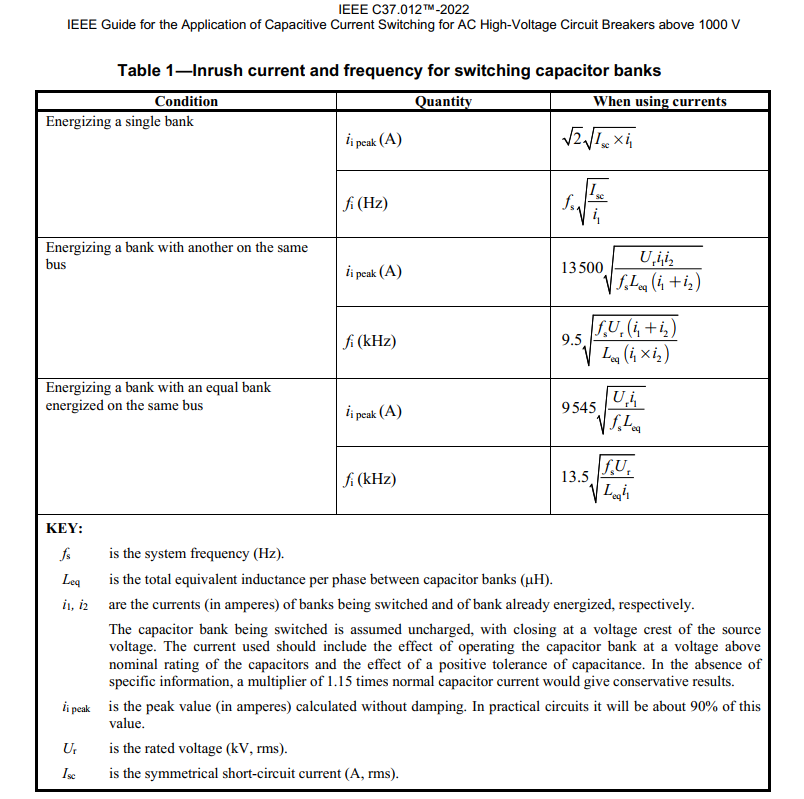 IEEE C37.012™-2022
IEEE Guide for the Application of Capacitive Current Switching for AC High-Voltage Circuit Breakers above 1000 V
Table 1—Inrush current and frequency for switching capacitor banks
Condition Quantity When using currents
Energizing a single bank
i_{i peak} (A) \sqrt{2}\sqrt{I_{sc} \times i_1}
f_i (Hz) f_s \sqrt{\frac{I_{sc}}{i_1}}
Energizing a bank with another on the same
bus
i_{i peak} (A) 13500 \sqrt{\frac{U_r i_1 i_2}{f_s L_{eq} (i_1 + i_2)}}
f_i (kHz) 9.5 \sqrt{\frac{f_s U_r (i_1 + i_2)}{L_{eq} (i_1 \times i_2)}}
Energizing a bank with an equal bank
energized on the same bus
i_{i peak} (A) 9545 \sqrt{\frac{U_r i_1}{f_s L_{eq}}}
f_i (kHz) 13.5 \sqrt{\frac{f_s U_r}{L_{eq} i_1}}
KEY:
f_s is the system frequency (Hz).
L_{eq} is the total equivalent inductance per phase between capacitor banks (μH).
i_1, i_2 are the currents (in amperes) of banks being switched and of bank already energized, respectively.
The capacitor bank being switched is assumed uncharged, with closing at a voltage crest of the source
voltage. The current used should include the effect of operating the capacitor bank at a voltage above
nominal rating of the capacitors and the effect of a positive tolerance of capacitance. In the absence of
specific information, a multiplier of 1.15 times normal capacitor current would give conservative results.
i_{i peak} is the peak value (in amperes) calculated without damping. In practical circuits it will be about 90% of this
value.
U_r is the rated voltage (kV, rms).
I_{sc} is the symmetrical short-circuit current (A, rms).